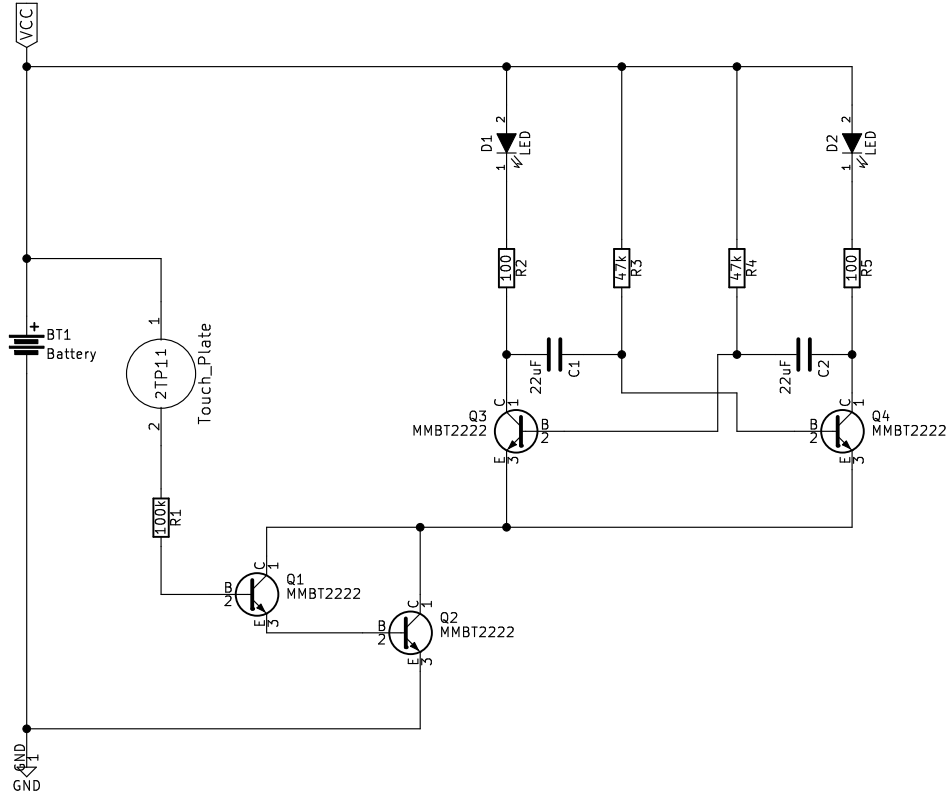 VCC
2
D1
LED
1
2
D2
LED
1
100
R2
47k
R3
47k
R4
100
R5
1
+
BT1
Battery
2TP11
Touch_Plate
2
22uF
C1
22uF
C2
Q3
MMBT2222
C
1
B
2
E
3
Q4
MMBT2222
C
1
B
2
E
3
100k
R1
B
2
C
1
Q1
MMBT2222
E
3
B
2
C
1
Q2
MMBT2222
E
3
GND
1
GND